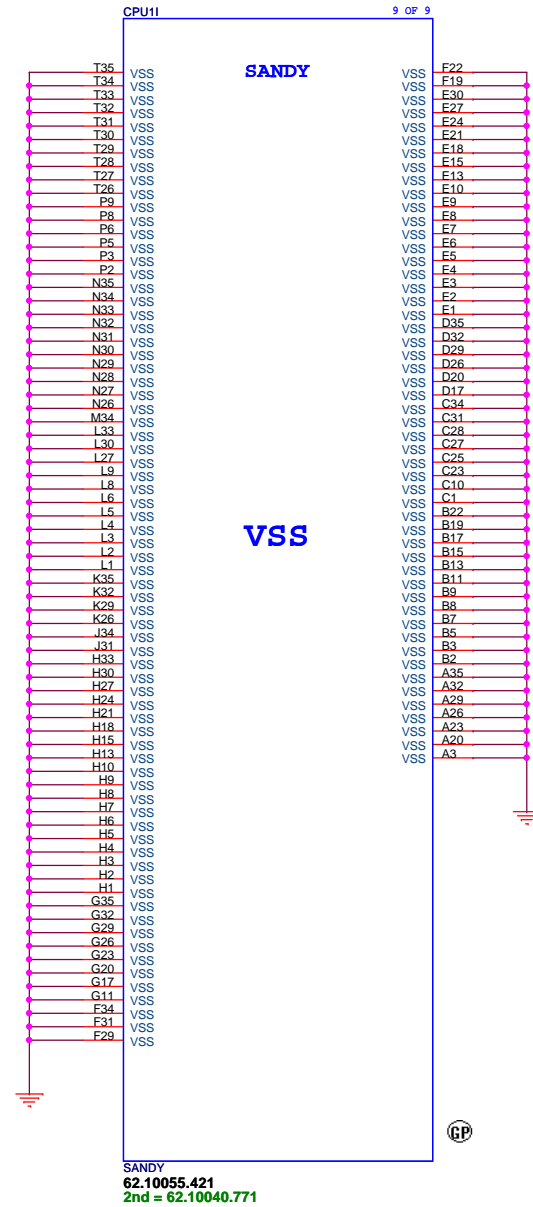 CPU1I 9 OF 9
T35 VSS SANDY VSS F22
T34 VSS VSS F19
T33 VSS VSS E30
T32 VSS VSS E27
T31 VSS VSS E24
T30 VSS VSS E21
T29 VSS VSS E18
T28 VSS VSS E15
T27 VSS VSS E13
T26 VSS VSS E10
P9 VSS VSS E9
P8 VSS VSS E8
P6 VSS VSS E7
P5 VSS VSS E6
P3 VSS VSS E5
P2 VSS VSS E4
N35 VSS VSS E3
N34 VSS VSS E2
N33 VSS VSS E1
N32 VSS VSS D35
N31 VSS VSS D32
N30 VSS VSS D29
N29 VSS VSS D26
N28 VSS VSS D20
N27 VSS VSS D17
N26 VSS VSS C34
M34 VSS VSS C31
L33 VSS VSS C28
L30 VSS VSS C27
L27 VSS VSS C25
L9 VSS VSS C23
L8 VSS VSS C10
L6 VSS VSS C1
L5 VSS VSS B22
L4 VSS VSS VSS B19
L3 VSS VSS B17
L2 VSS VSS B15
L1 VSS VSS B13
K35 VSS VSS B11
K32 VSS VSS B9
K29 VSS VSS B8
K26 VSS VSS B7
J34 VSS VSS B5
J31 VSS VSS B3
H33 VSS VSS B2
H30 VSS VSS A35
H27 VSS VSS A32
H24 VSS VSS A29
H21 VSS VSS A26
H18 VSS VSS A23
H15 VSS VSS A20
H13 VSS VSS A3
H10 VSS
H9 VSS
H8 VSS
H7 VSS
H6 VSS
H5 VSS
H4 VSS
H3 VSS
H2 VSS
H1 VSS
G35 VSS
G32 VSS
G29 VSS
G26 VSS
G23 VSS
G20 VSS
G17 VSS
G11 VSS
F34 VSS
F31 VSS
F29 VSS
GP
SANDY
62.10055.421
2nd = 62.10040.771